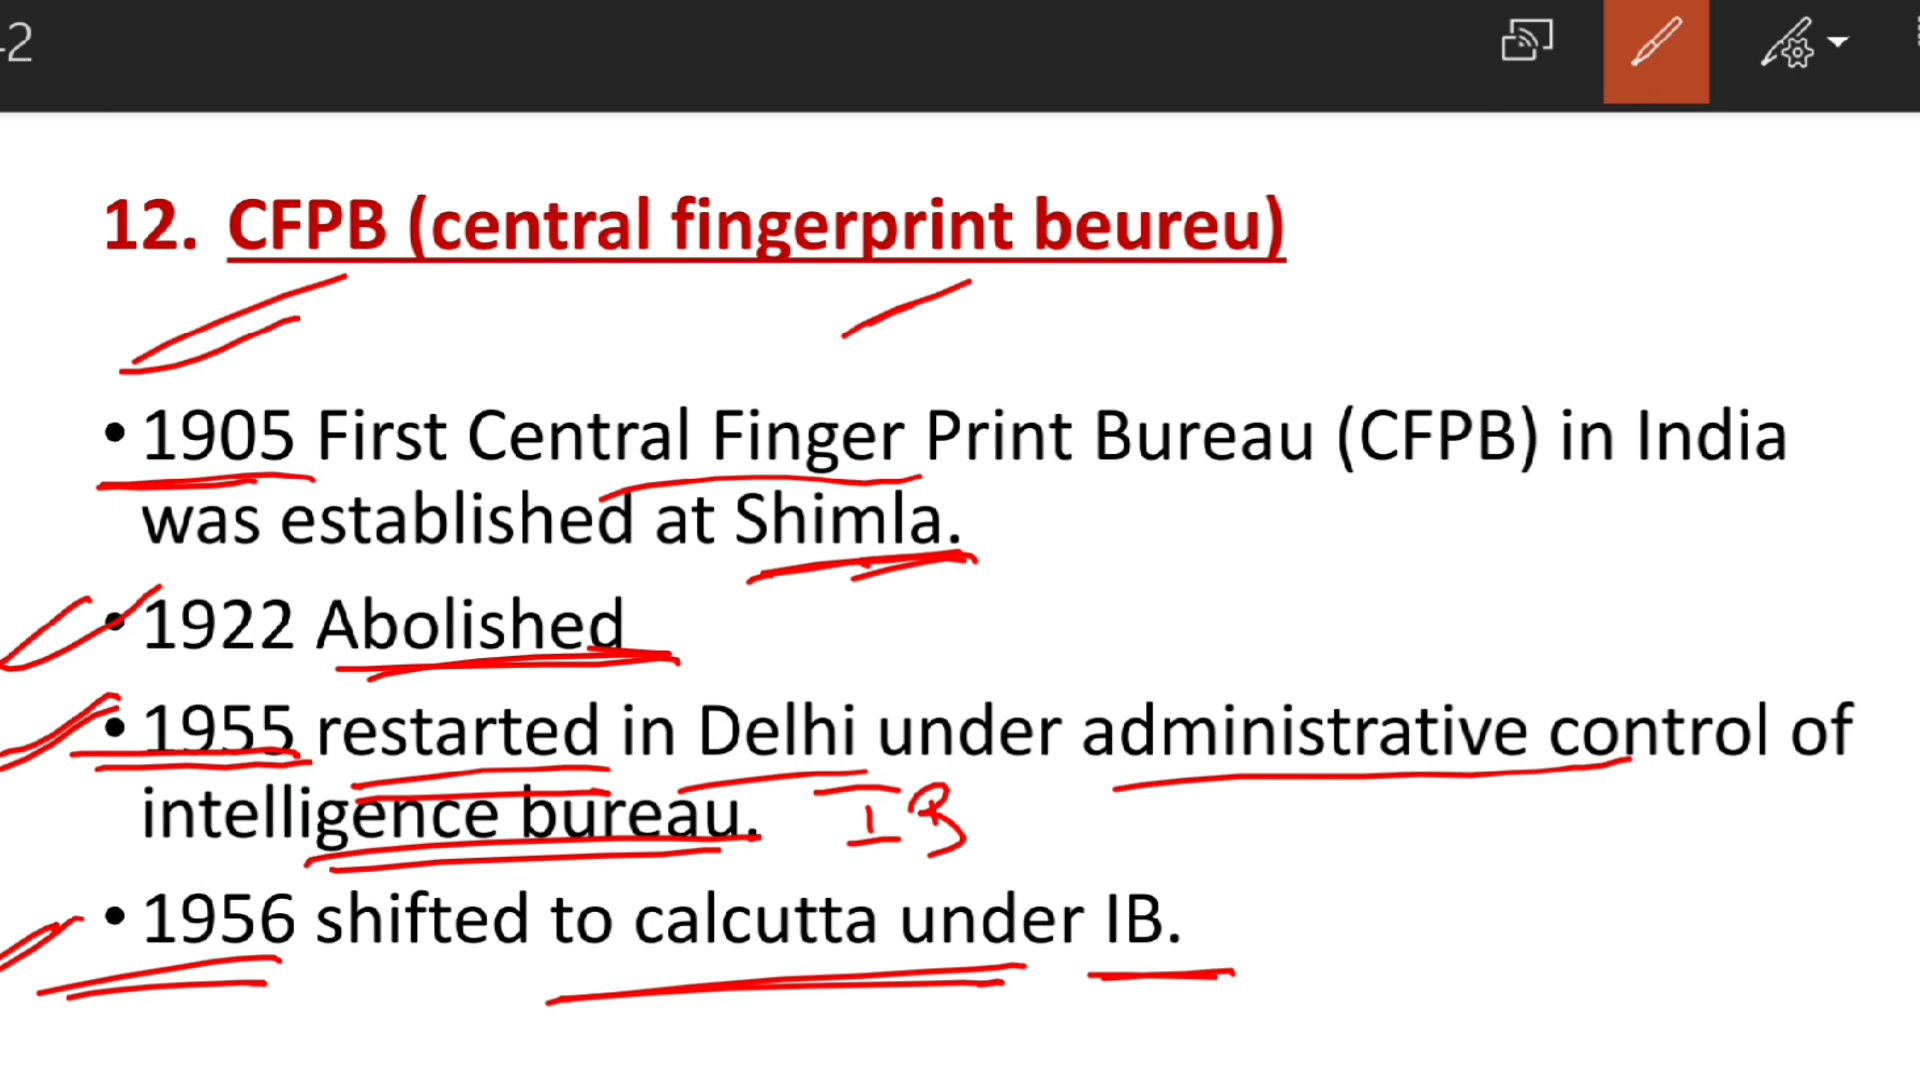 -2
12. CFPB (central fingerprint beureu)
• 1905 First Central Finger Print Bureau (CFPB) in India
was established at Shimla.
• 1922 Abolished
• 1955 restarted in Delhi under administrative control of
intelligence bureau. IB
• 1956 shifted to calcutta under IB.